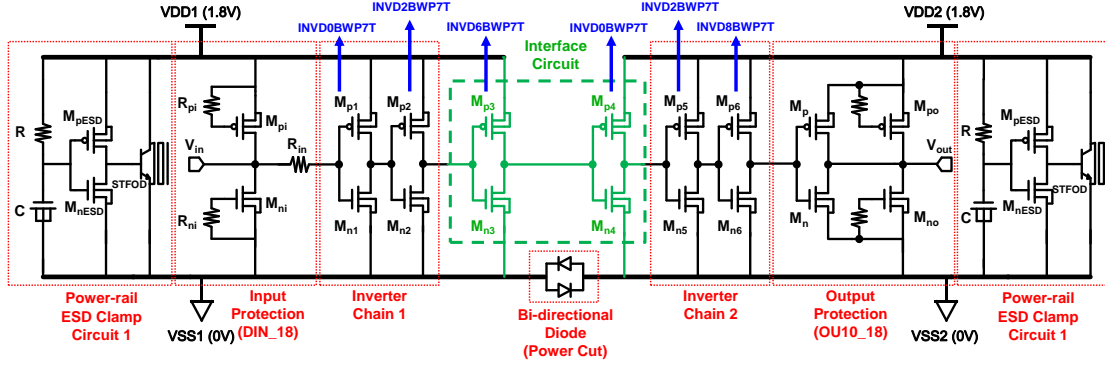 VDD1 (1.8V)
INVD0BWP7T
INVD2BWP7T
INVD6BWP7T
INVD0BWP7T
INVD2BWP7T
INVD8BWP7T
VDD2 (1.8V)
Interface
Circuit
R
MpESD
STFOD
MnESD
C
Rpi
Mpi
Vin
Rin
Rni
Mni
Mp1
Mp2
Mn1
Mn2
Mp3
Mp4
Mn3
Mn4
Mp5
Mp6
Mn5
Mn6
Mp
Mpo
Vout
Mn
Mno
R
MpESD
STFOD
MnESD
C
Power-rail
ESD Clamp
Circuit 1
Input
Protection
(DIN_18)
Inverter
Chain 1
Bi-directional
Diode
(Power Cut)
Inverter
Chain 2
Output
Protection
(OU10_18)
Power-rail
ESD Clamp
Circuit 1
VSS1 (0V)
VSS2 (0V)